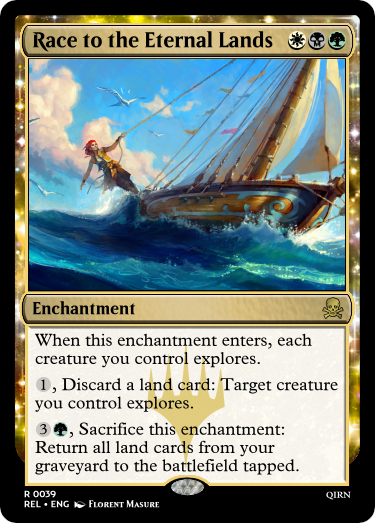 Race to the Eternal Lands
Enchantment
When this enchantment enters, each
creature you control explores.
1, Discard a land card: Target creature
you control explores.
3, Sacrifice this enchantment:
Return all land cards from your
graveyard to the battlefield tapped.
R 0039
REL • ENG Florent Masure
QIRN